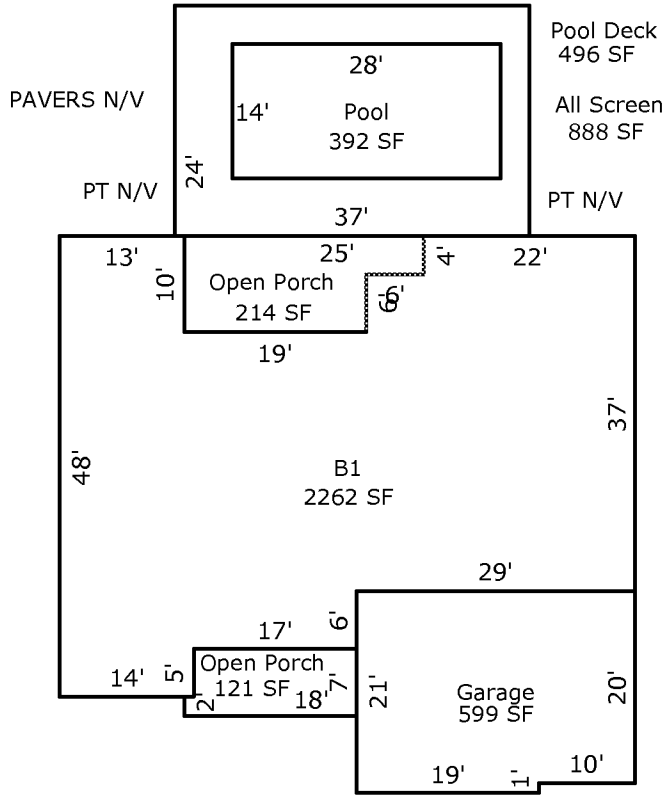 Pool Deck
496 SF
28'
PAVERS N/V
14'
Pool
392 SF
All Screen
888 SF
24'
PT N/V
PT N/V
37'
13'
25'
4'
22'
10'
Open Porch
214 SF
6'
6'
19'
37'
48'
B1
2262 SF
29'
6'
17'
Open Porch
121 SF
5'
14'
2'
18'
7'
21'
Garage
599 SF
20'
19'
1'
10'